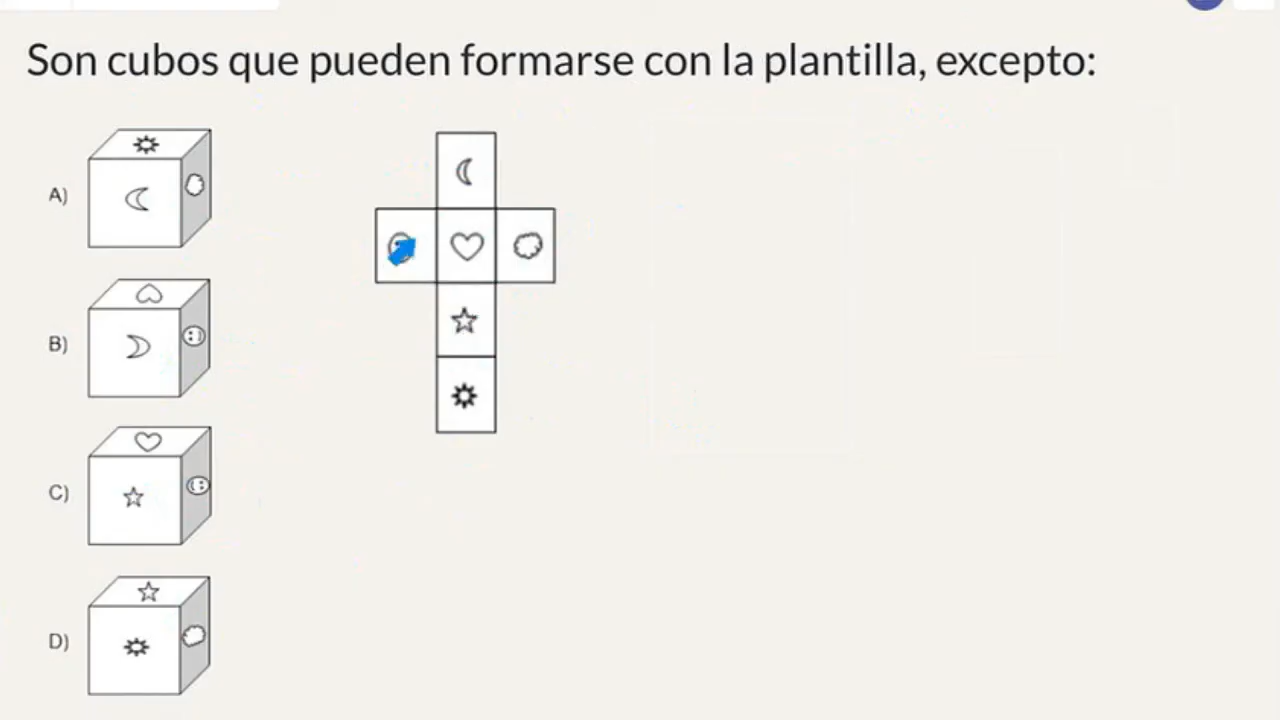 Son cubos que pueden formarse con la plantilla, excepto:
A)
B)
C)
D)